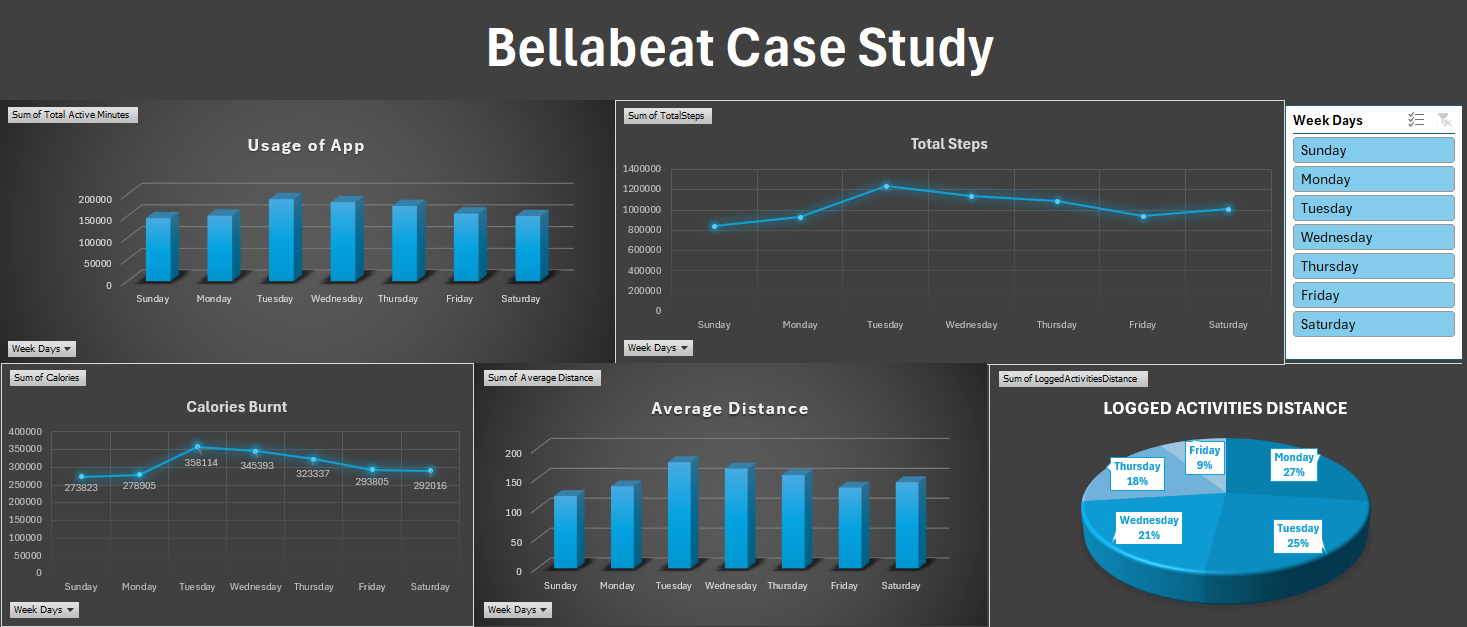 Bellabeat Case Study
Sum of Total Active Minutes
Usage of App
200000
150000
100000
50000
0
Sunday Monday Tuesday Wednesday Thursday Friday Saturday
Week Days
Sum of TotalSteps
Total Steps
1400000
1200000
1000000
800000
600000
400000
200000
0
Sunday Monday Tuesday Wednesday Thursday Friday Saturday
Week Days
Week Days
Sunday
Monday
Tuesday
Wednesday
Thursday
Friday
Saturday
Sum of Calories
Calories Burnt
400000
350000
300000
250000
200000
150000
100000
50000
0
273823 278905 358114 345393 323337 293805 292016
Sunday Monday Tuesday Wednesday Thursday Friday Saturday
Week Days
Sum of Average Distance
Average Distance
200
150
100
50
0
Sunday Monday Tuesday Wednesday Thursday Friday Saturday
Week Days
Sum of LoggedActivitiesDistance
LOGGED ACTIVITIES DISTANCE
Friday
9%
Monday
27%
Thursday
18%
Wednesday
21%
Tuesday
25%